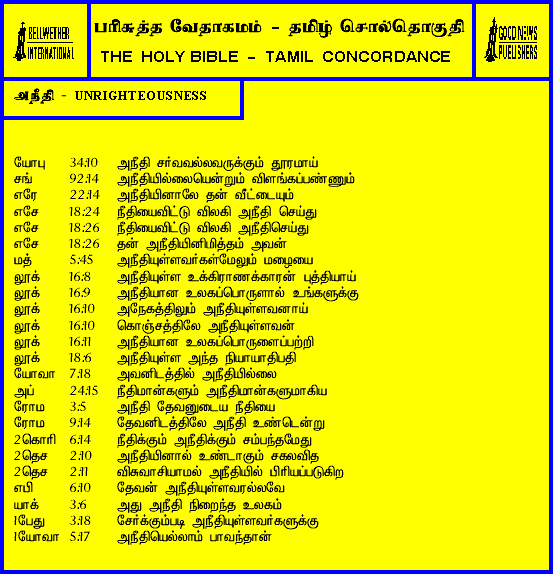 BELLWETHER
INTERNATIONAL
பரிசுத்த வேதாகமம் - தமிழ் சொல்தொகுதி
THE HOLY BIBLE - TAMIL CONCORDANCE
GOOD NEWS
PUBLISHERS
அநீதி - UNRIGHTEOUSNESS
யோபு 34:10 அநீதி சர்வவல்லவருக்கும் தூரமாய்
சங் 92:14 அநீதியில்லையென்றும் விளங்கப்பண்ணும்
எரே 22:14 அநீதியினாலே தன் வீட்டையும்
எசே 18:24 நீதியைவிட்டு விலகி அநீதி செய்து
எசே 18:26 நீதியைவிட்டு விலகி அநீதிசெய்து
எசே 18:26 தன் அநீதியினிமித்தம் அவன்
மத் 5:45 அநீதியுள்ளவர்கள்மேலும் மழையை
லூக் 16:8 அநீதியுள்ள உக்கிராணக்காரன் புத்தியாய்
லூக் 16:9 அநீதியான உலகப்பொருளால் உங்களுக்கு
லூக் 16:10 அநேகத்திலும் அநீதியுள்ளவனாய்
லூக் 16:10 கொஞ்சத்திலே அநீதியுள்ளவன்
லூக் 16:11 அநீதியான உலகப்பொருளைப்பற்றி
லூக் 18:6 அநீதியுள்ள அந்த நியாயாதிபதி
யோவா 7:18 அவனிடத்தில் அநீதியில்லை
அப் 24:15 நீதிமான்களும் அநீதிமான்களுமாகிய
ரோம 3:5 அநீதி தேவனுடைய நீதியை
ரோம 9:14 தேவனிடத்திலே அநீதி உண்டென்று
2கொரி 6:14 நீதிக்கும் அநீதிக்கும் சம்பந்தமேது
2தெச 2:10 அநீதியினால் உண்டாகும் சகலவித
2தெச 2:11 விசுவாசியாமல் அநீதியில் பிரியப்படுகிற
எபி 6:10 தேவன் அநீதியுள்ளவரல்லவே
யாக் 3:6 அது அநீதி நிறைந்த உலகம்
1பேது 3:18 சேர்க்கும்படி அநீதியுள்ளவர்களுக்கு
1யோவா 5:17 அநீதியெல்லாம் பாவந்தான்